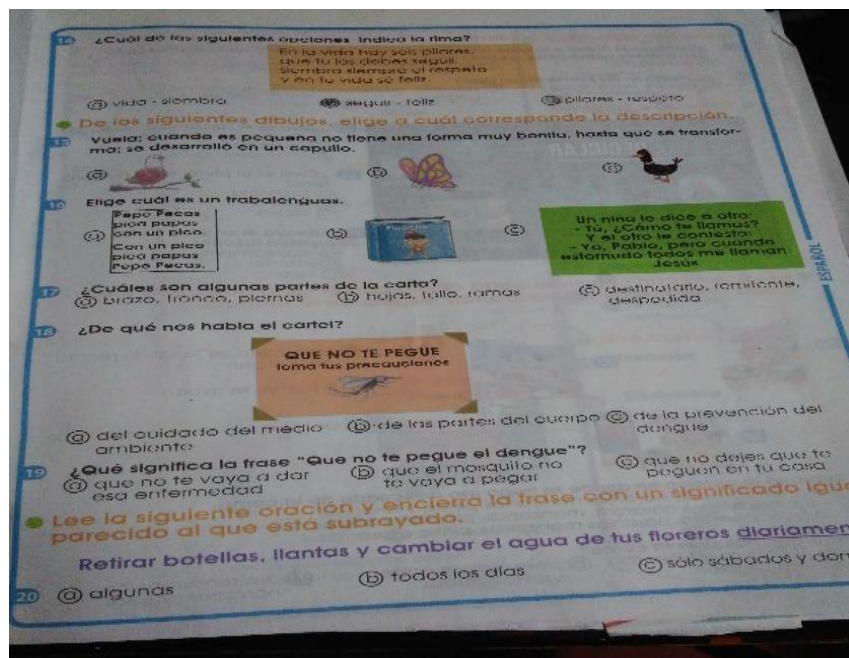 14 ¿Cuál de las siguientes opciones indica la rima?
En la vida hay seis pilares,
que tú los debes seguir,
siembra siempre el respeto
y en tu vida sé feliz.
a vida - siembra b seguir - feliz c pilares - respeto
De los siguientes dibujos, elige a cuál corresponde la descripción.
15 Vuela; cuando es pequeña no tiene una forma muy bonita, hasta que se transfor-
ma; se desarrolló en un capullo.
a b c
16 Elige cuál es un trabalenguas.
a
Pepe Pecas
pica papas
con un pico.
Con un pico
pica papas
Pepe Pecas.
b
Pinocho
c
Un niño le dice a otro:
- Tú, ¿Cómo te llamas?
Y el otro le contesta:
- Yo, Pablo, pero cuando
estornudo todos me llaman
Jesús
ESPAÑOL
17 ¿Cuáles son algunas partes de la carta?
a brazo, tronco, piernas b hojas, tallo, ramas c destinatario, remitente,
despedida
18 ¿De qué nos habla el cartel?
QUE NO TE PEGUE
toma tus precauciones
a del cuidado del medio b de las partes del cuerpo c de la prevención del
ambiente dengue
19 ¿Qué significa la frase "Que no te pegue el dengue"?
a que no te vaya a dar b que el mosquito no c que no dejes que te
esa enfermedad te vaya a pegar peguen en tu casa
Lee la siguiente oración y encierra la frase con un significado igua
parecido al que está subrayado.
Retirar botellas, llantas y cambiar el agua de tus floreros diariamen
20 a algunas b todos los días c sólo sábados y dom